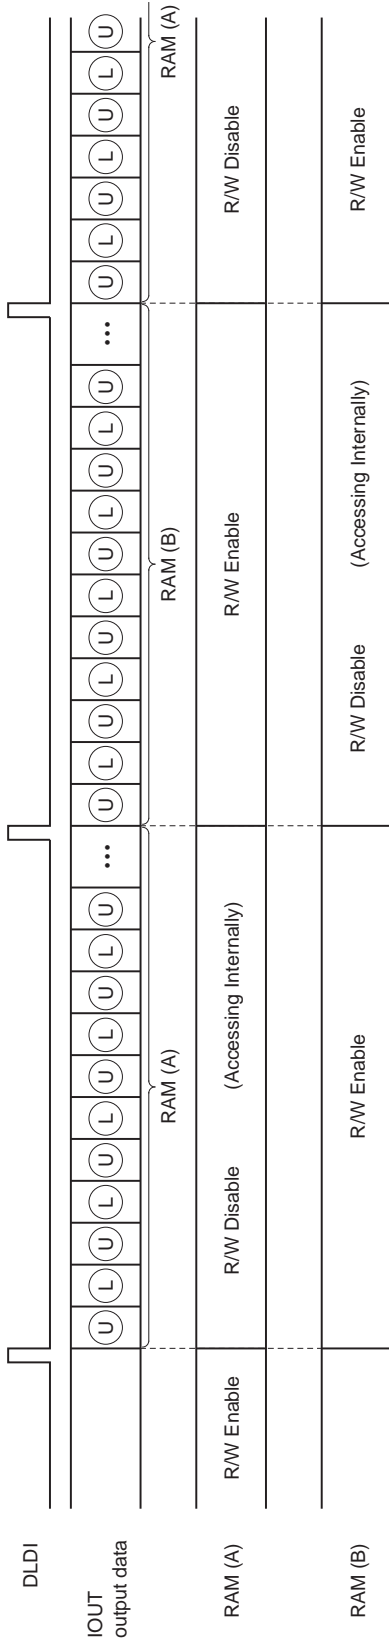 DLDI
IOUT
output data
U L U L U L U L U L U ... U L U L U L U L U L U ... U L U L U L U
RAM (A) RAM (B) RAM (A)
RAM (A) R/W Enable R/W Disable (Accessing Internally) R/W Enable R/W Disable
RAM (B) R/W Enable R/W Disable (Accessing Internally) R/W Enable